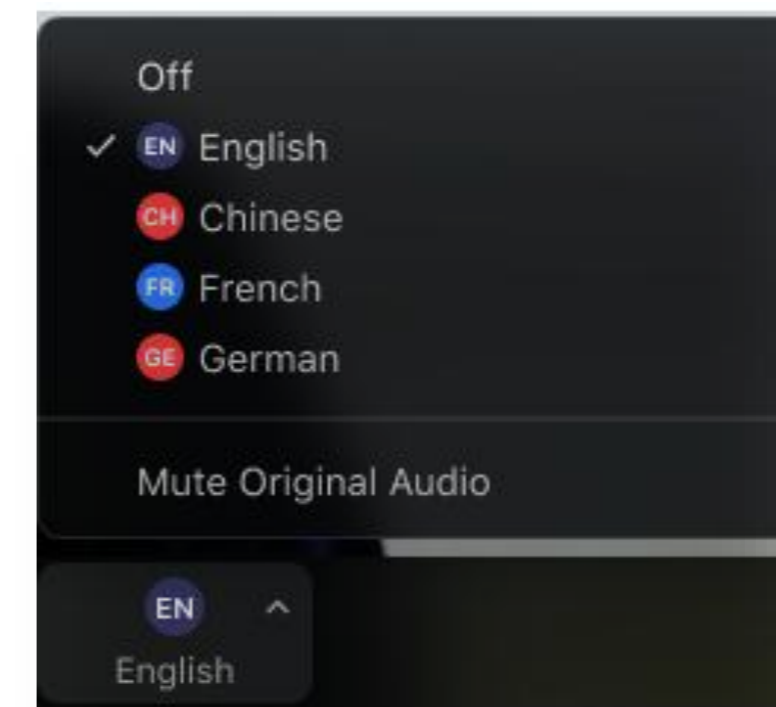 Off
EN English
CH Chinese
FR French
GE German
Mute Original Audio
EN
English